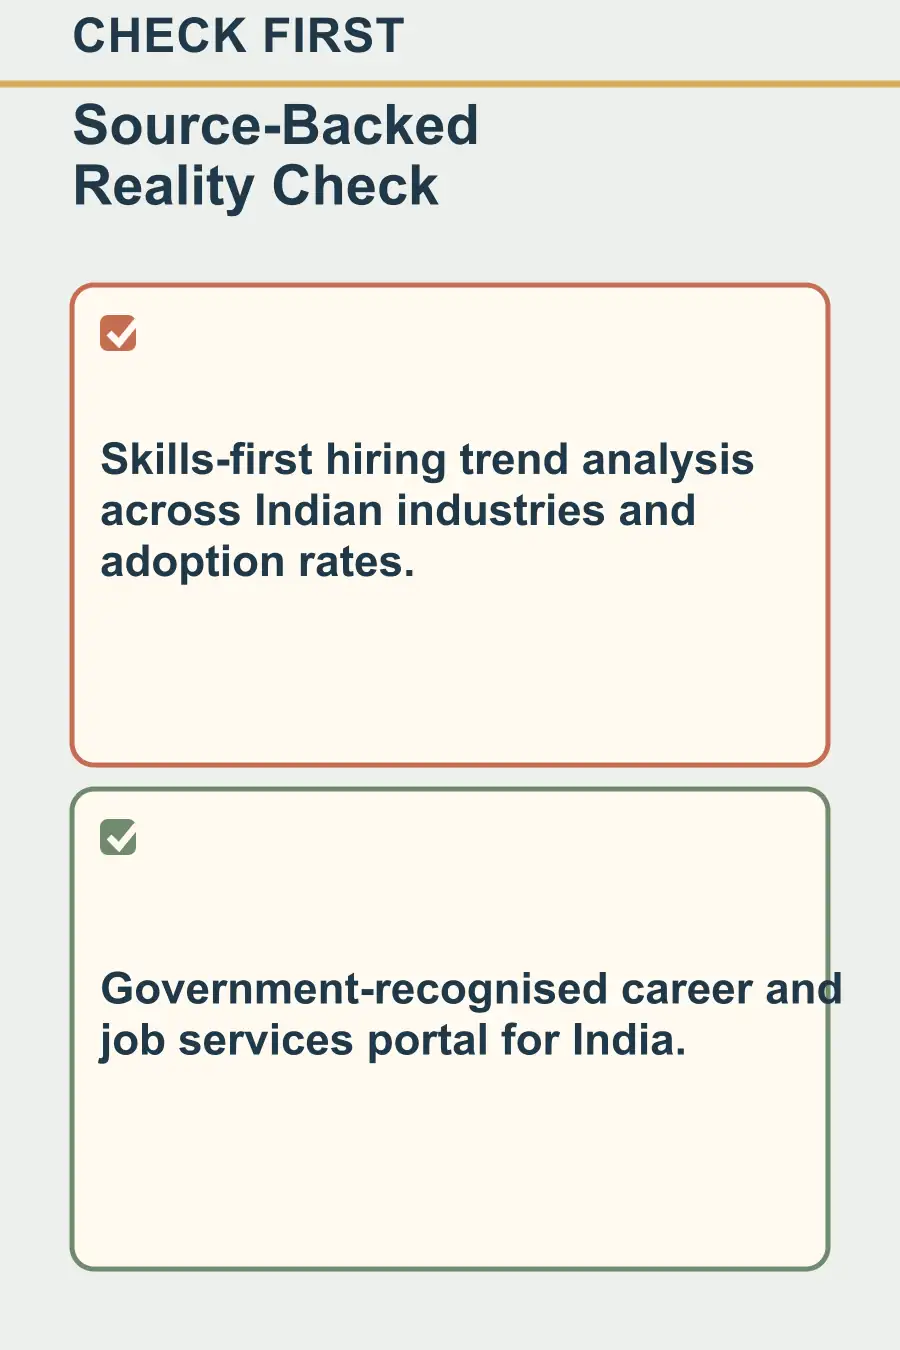 CHECK FIRST
Source-Backed
Reality Check
Skills-first hiring trend analysis
across Indian industries and
adoption rates.
Government-recognised career and
job services portal for India.